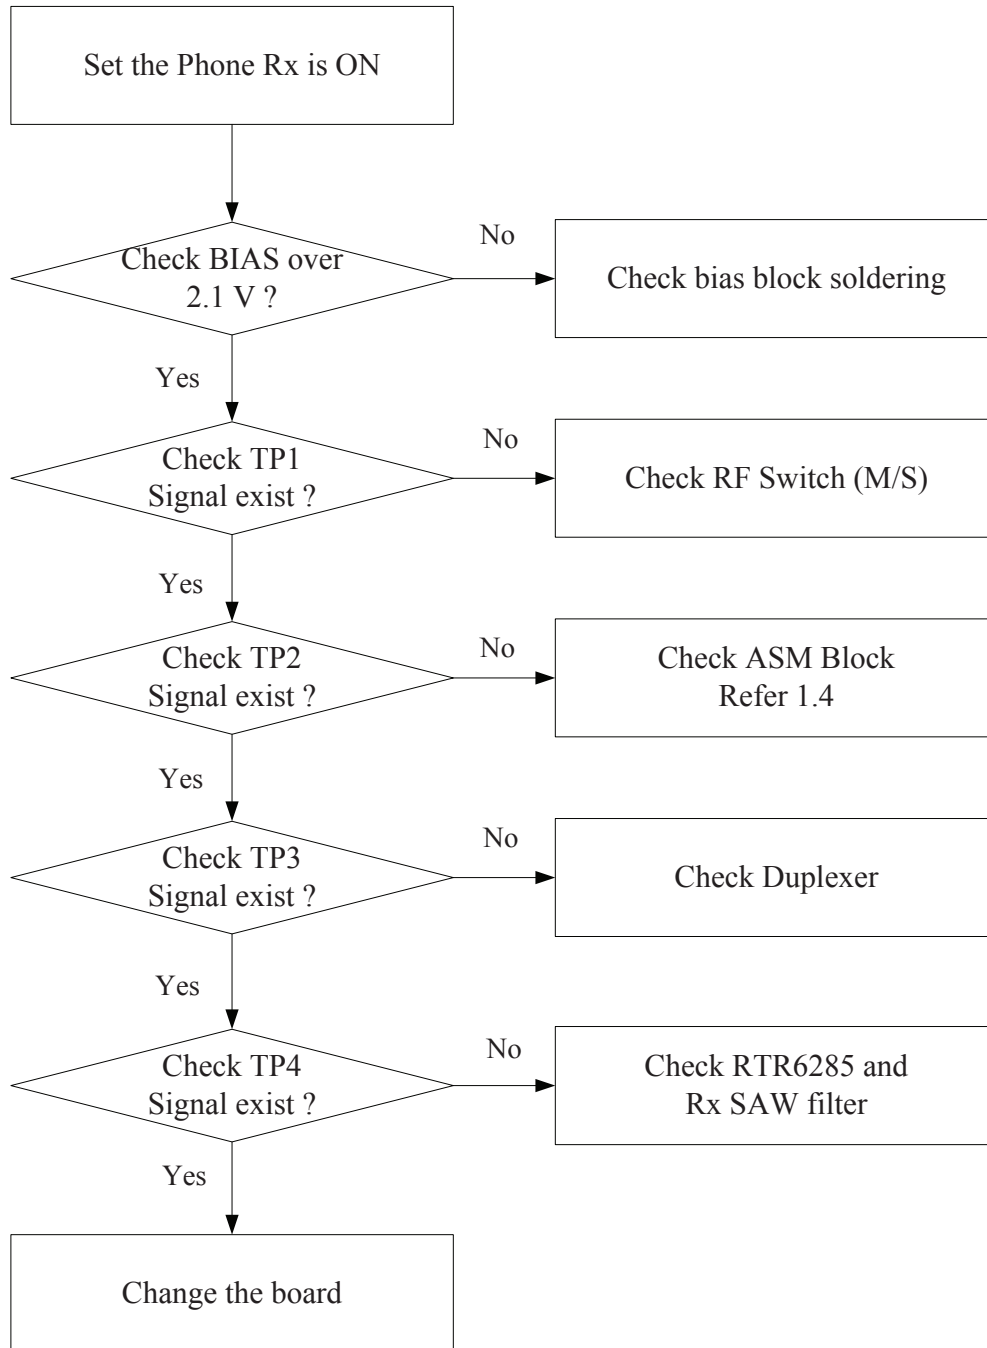 Set the Phone Rx is ON
Check BIAS over
2.1 V ?
No
Check bias block soldering
Yes
Check TP1
Signal exist ?
No
Check RF Switch (M/S)
Yes
Check TP2
Signal exist ?
No
Check ASM Block
Refer 1.4
Yes
Check TP3
Signal exist ?
No
Check Duplexer
Yes
Check TP4
Signal exist ?
No
Check RTR6285 and
Rx SAW filter
Yes
Change the board